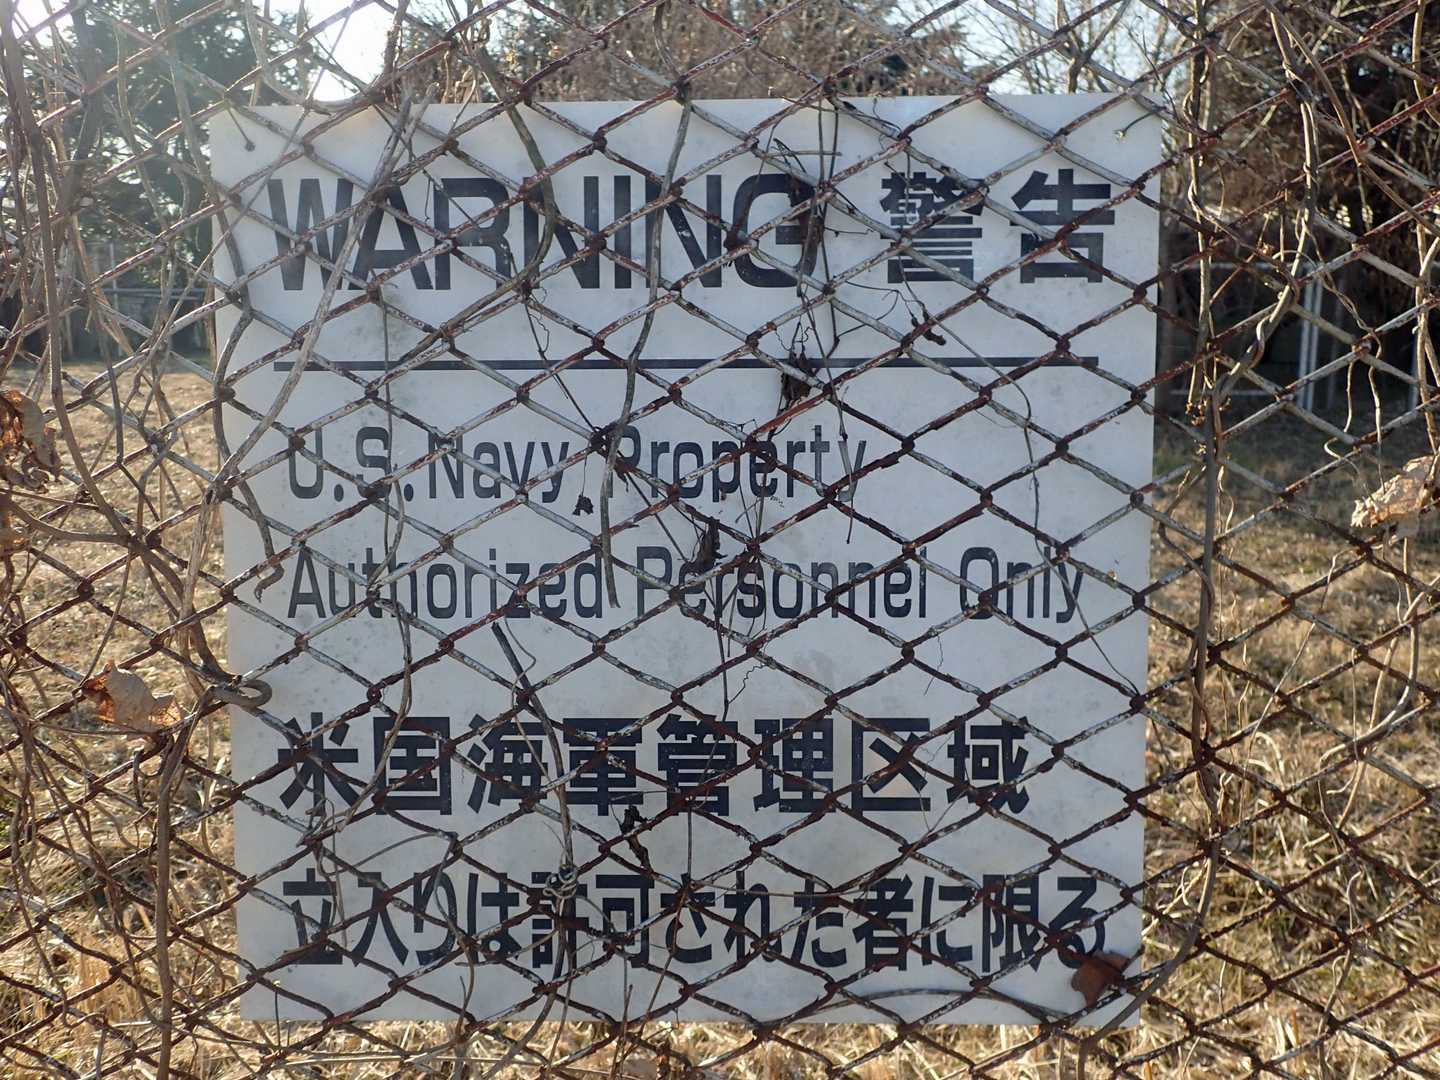 WARNING 警告
U.S. Navy Property
Authorized Personnel Only
米国海軍管理区域
立入りは許可された者に限る